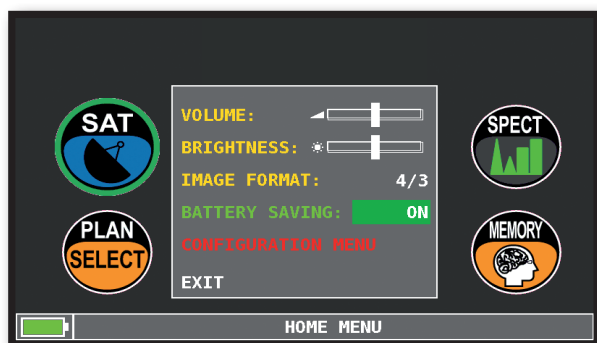 SAT
SPECT
VOLUME:
BRIGHTNESS:
IMAGE FORMAT: 4/3
BATTERY SAVING: ON
CONFIGURATION MENU
EXIT
PLAN
SELECT
MEMORY
HOME MENU